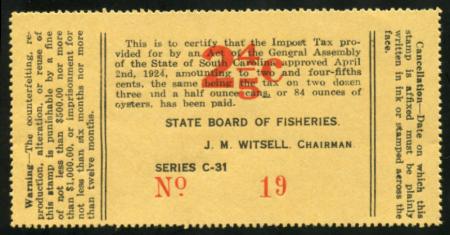 Warning—The counterfeiting, re-
production, alteration, or reuse of
this stamp is punishable by a fine
of not less than $500.00 nor more
than $1,000.00, or imprisonment for
not less than six months nor more
than twelve months.
This is to certify that the Impost Tax pro-
vided for by an Act of the Gengral Assembly
of the State of South Carolina, approved April
2nd, 1924, amounting to two and four-fifths
cents, the same being the tax on two dozen
three and a half ounce cans, or 84 ounces of
oysters, has been paid.
2⅘c
STATE BOARD OF FISHERIES.
J. M. WITSELL, CHAIRMAN.
SERIES C-31
No 19
Cancellation—Date on which this
stamp is affixed must be plainly
written in ink or stamped across the
face.